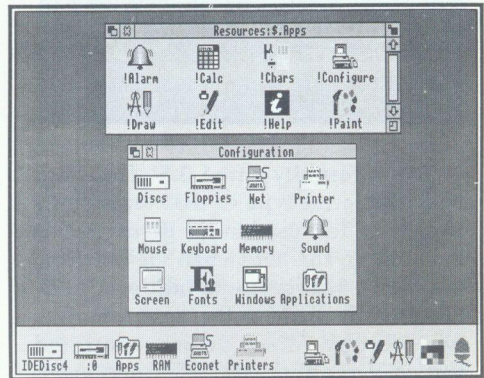 Resources:$.Apps
!Alarm !Calc !Chars !Configure
!Draw !Edit !Help !Paint
Configuration
Discs Floppies Net Printer
Mouse Keyboard Memory Sound
Screen Fonts Windows Applications
IDEDisc4 :0 Apps RAM Econet Printers